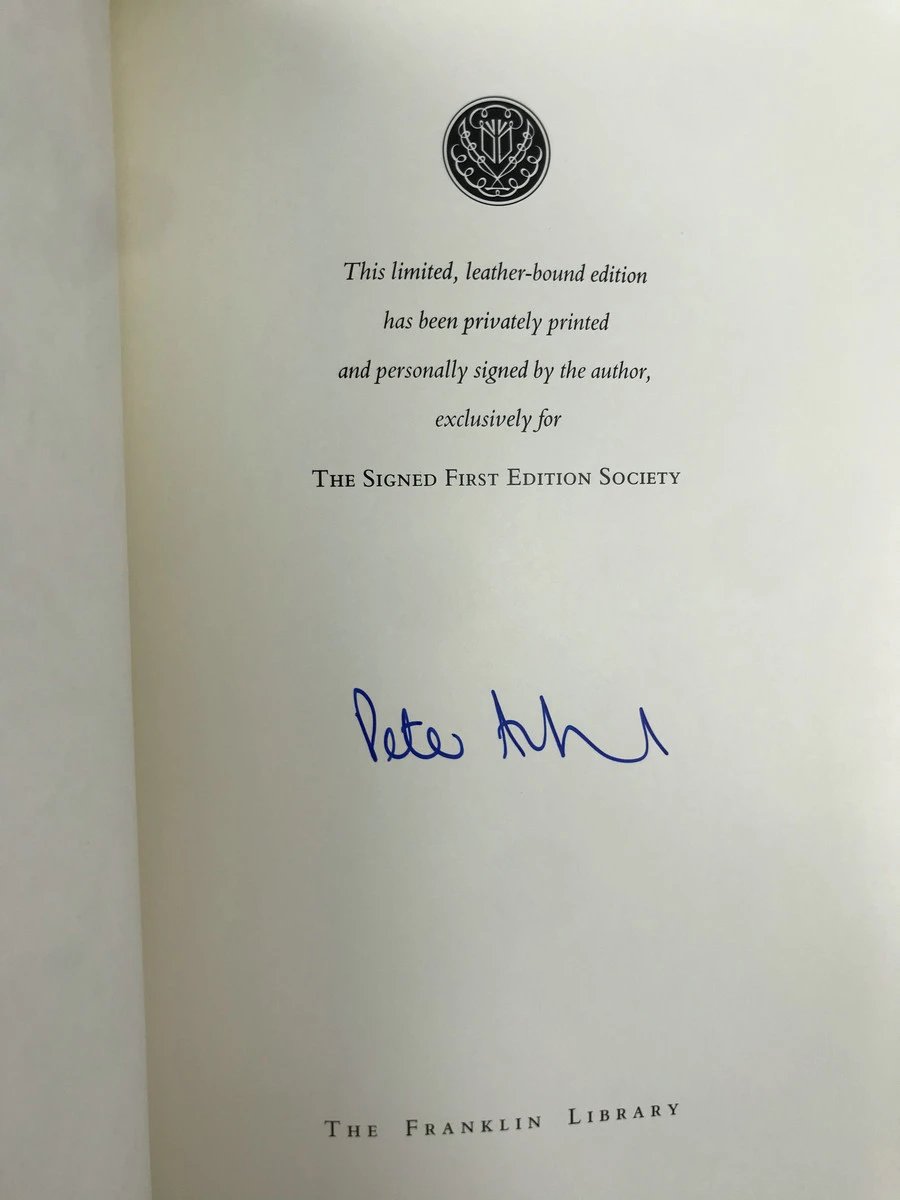 This limited, leather-bound edition
has been privately printed
and personally signed by the author,
exclusively for
THE SIGNED FIRST EDITION SOCIETY
Peter
THE FRANKLIN LIBRARY